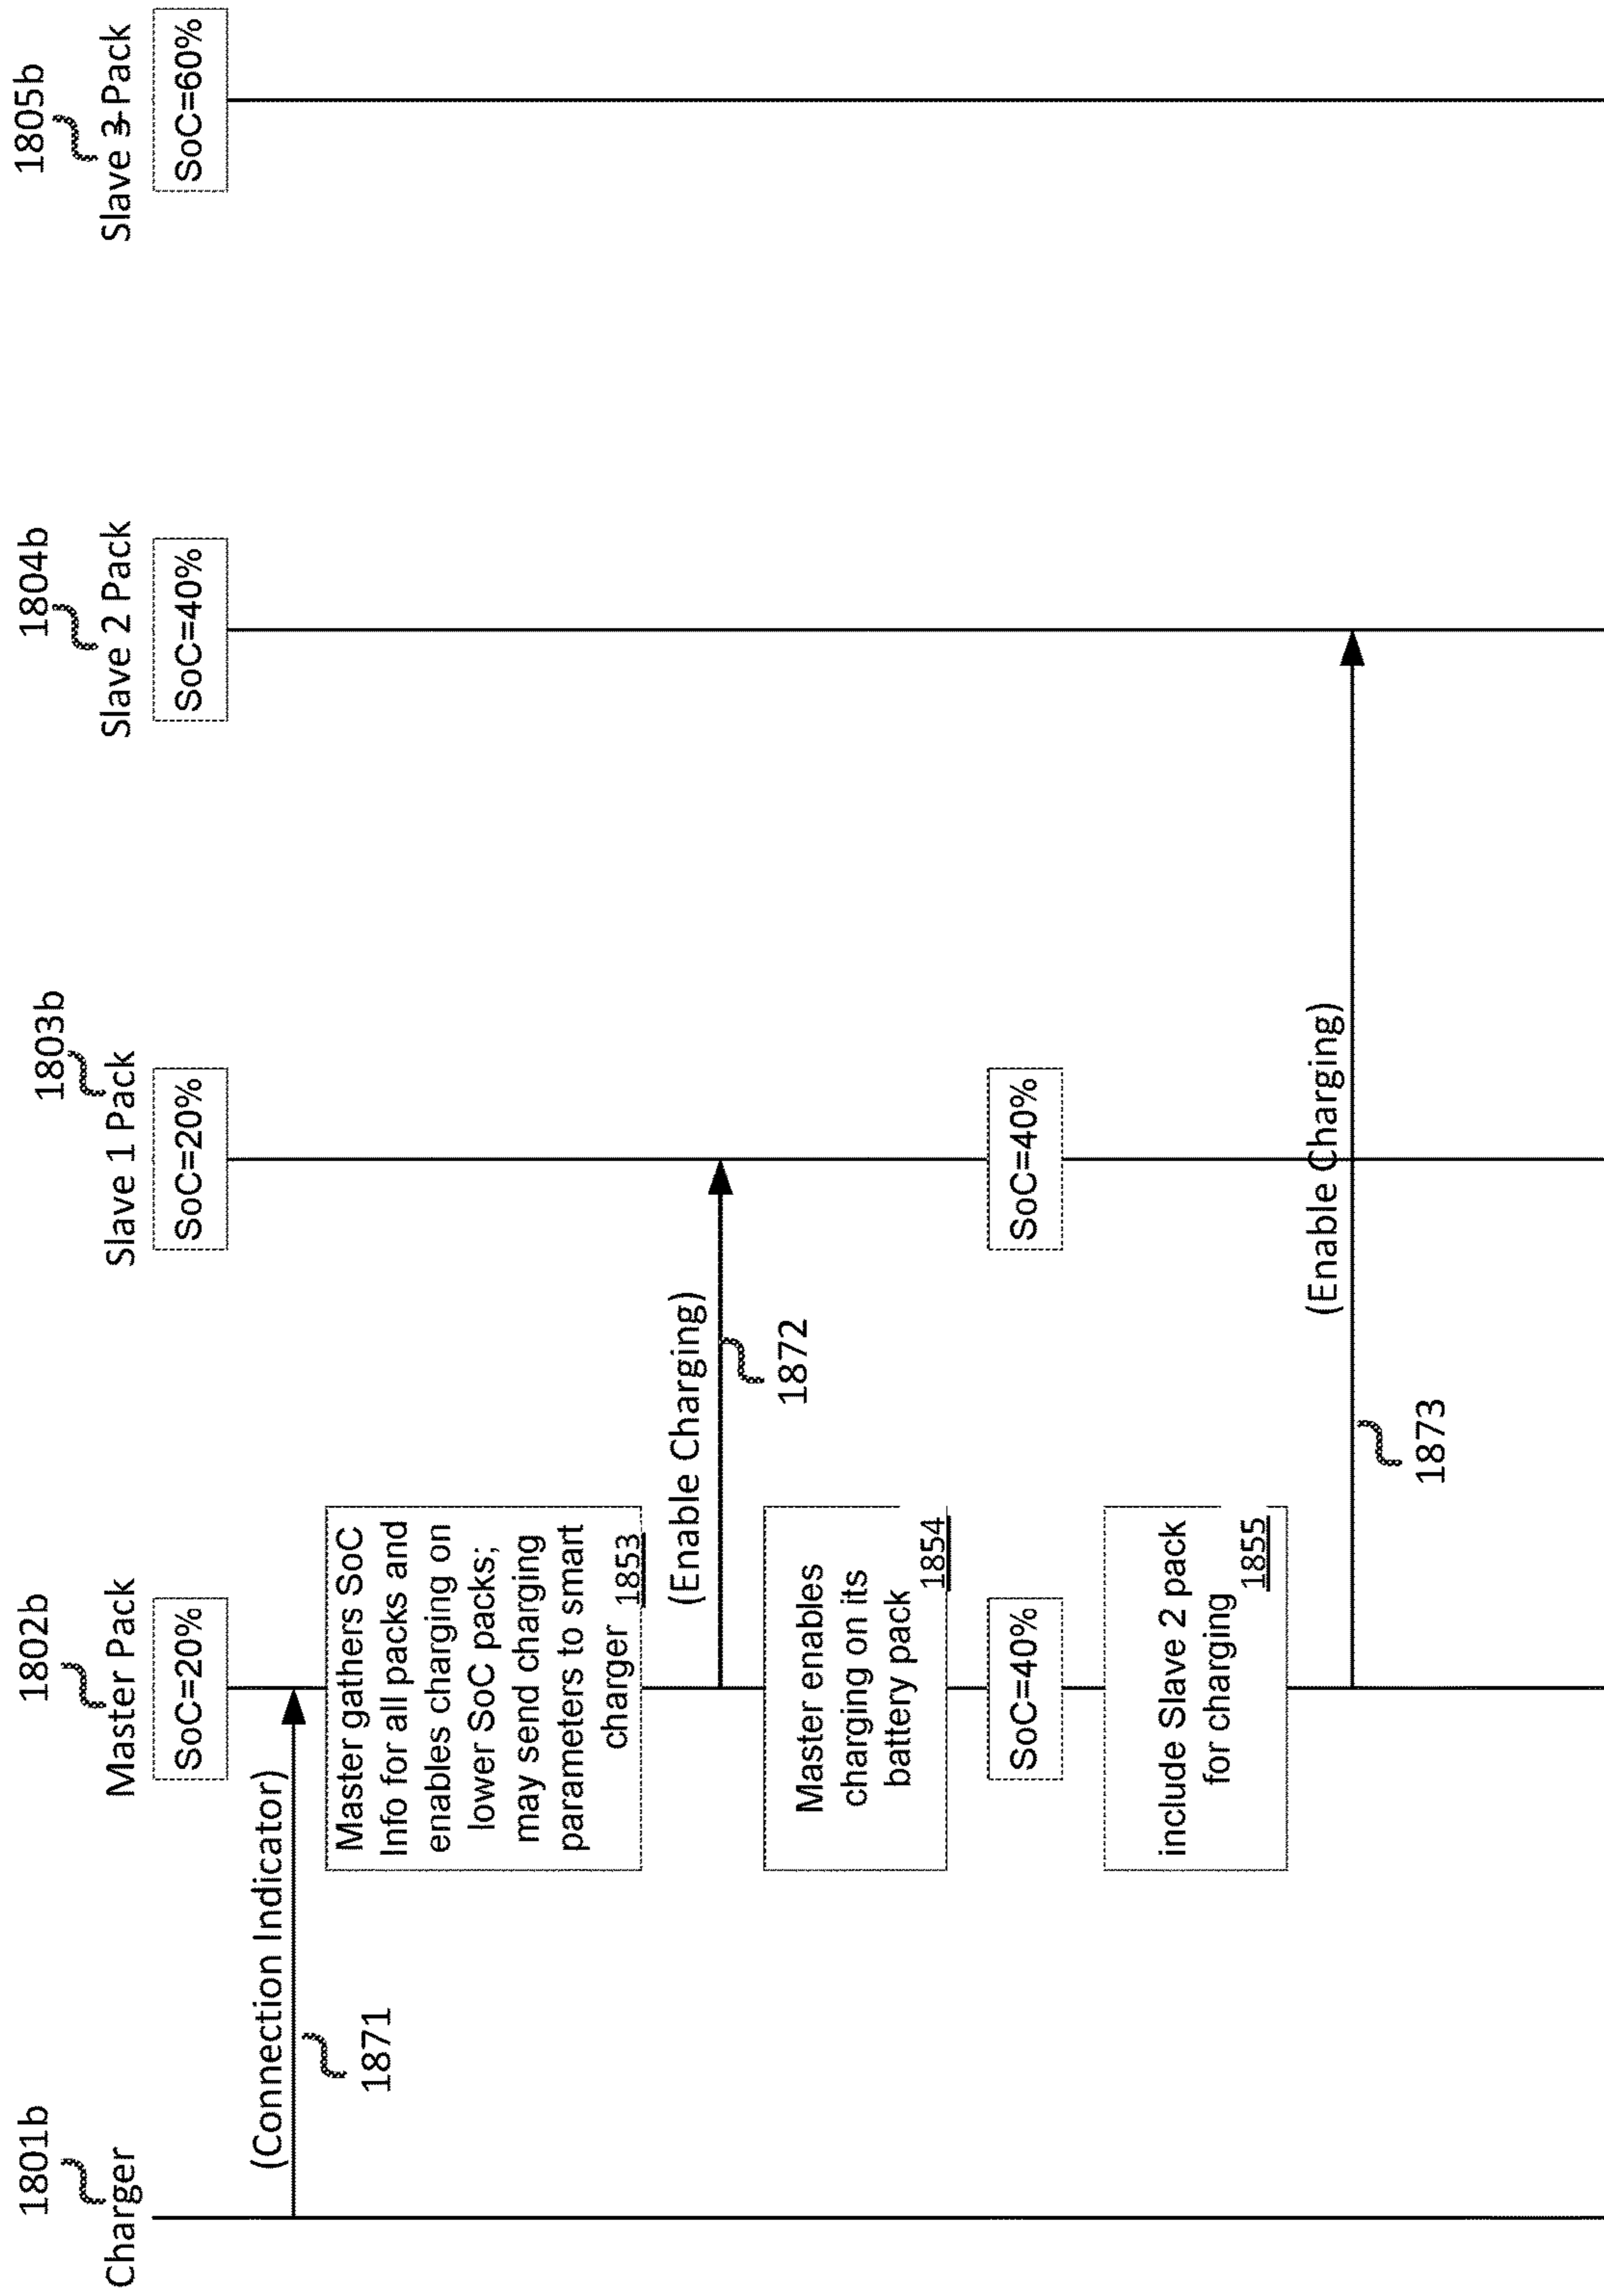 1801b
Charger
1802b
Master Pack
1803b
Slave 1 Pack
1804b
Slave 2 Pack
1805b
Slave 3 Pack
SoC=20%
SoC=20%
SoC=40%
SoC=60%
(Connection Indicator)
1871
Master gathers SoC
Info for all packs and
enables charging on
lower SoC packs;
may send charging
parameters to smart
charger 1853
(Enable Charging)
1872
Master enables
charging on its
battery pack
1854
SoC=40%
SoC=40%
include Slave 2 pack
for charging
1855
(Enable Charging)
1873